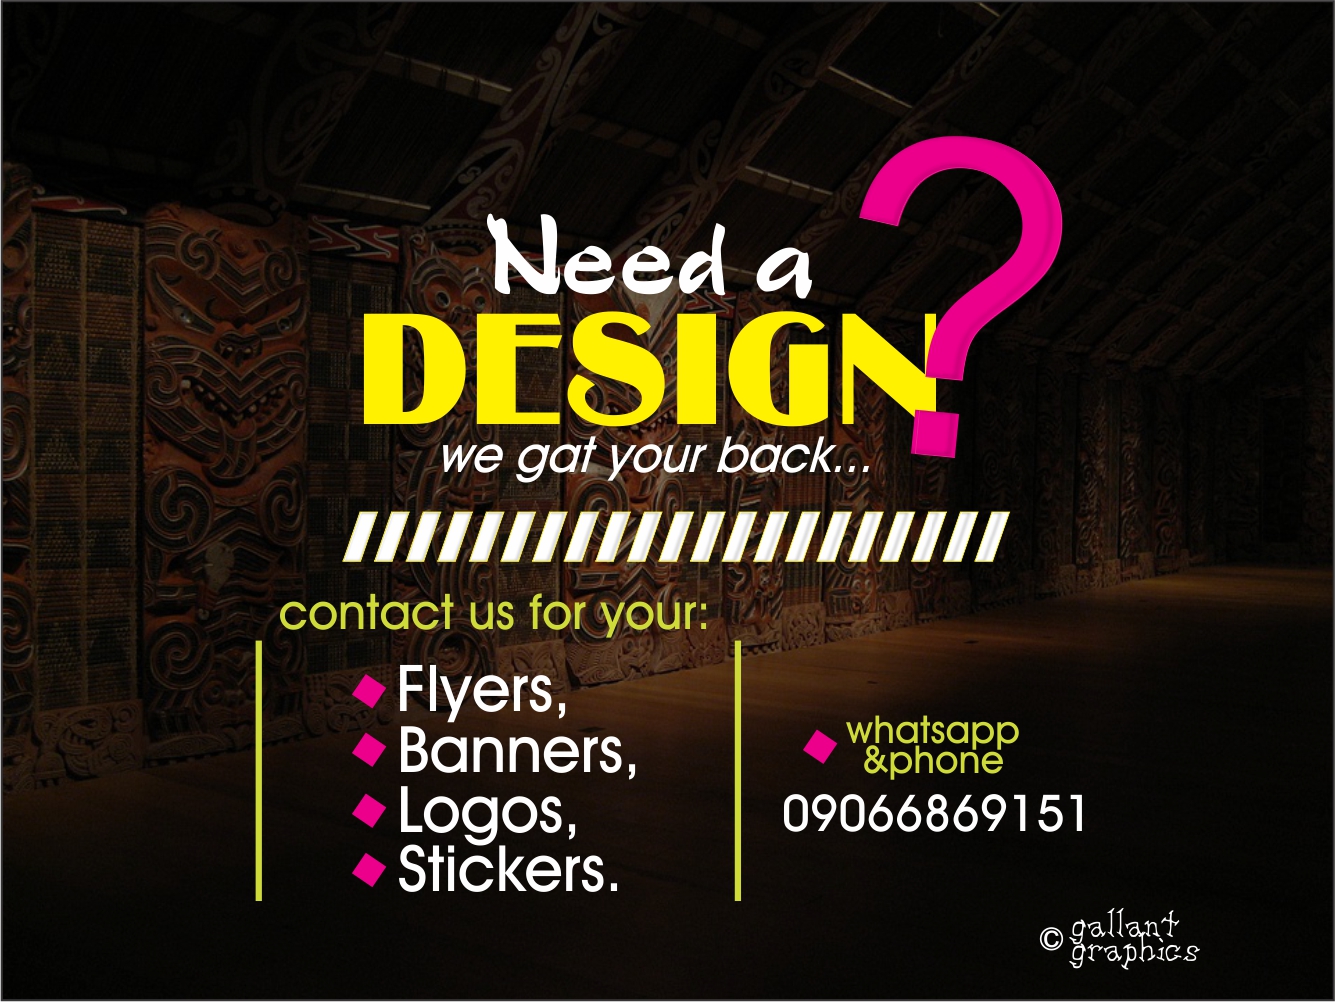 Need a
DESIGN?
we gat your back...
contact us for your:
Flyers,
Banners,
Logos,
Stickers.
whatsapp
&phone
09066869151
© gallant
graphics